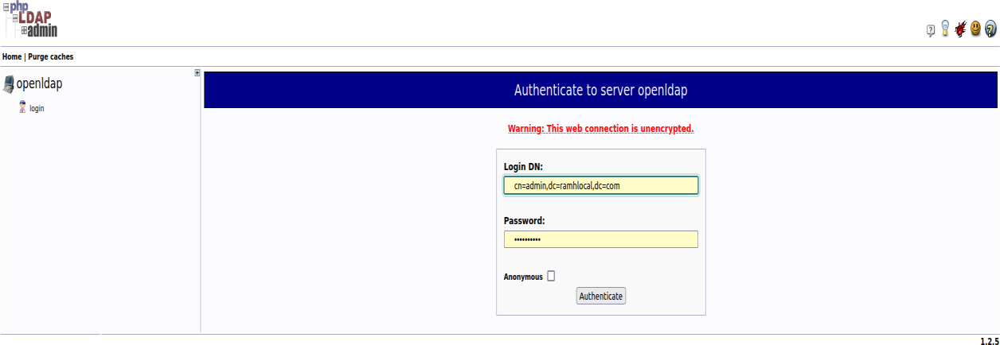 php
LDAP
admin
Home | Purge caches
openldap
login
Authenticate to server openldap
Warning: This web connection is unencrypted.
Login DN:
cn=admin,dc=ramhlocal,dc=com
Password:
••••••••••
Anonymous
Authenticate
1.2.5